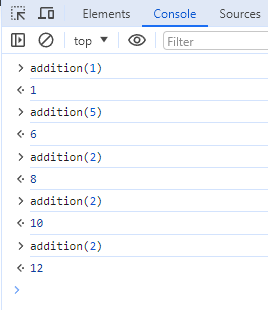 Elements Console Sources
top ▼ Filter
> addition(1)
<· 1
> addition(5)
<· 6
> addition(2)
<· 8
> addition(2)
<· 10
> addition(2)
<· 12
>